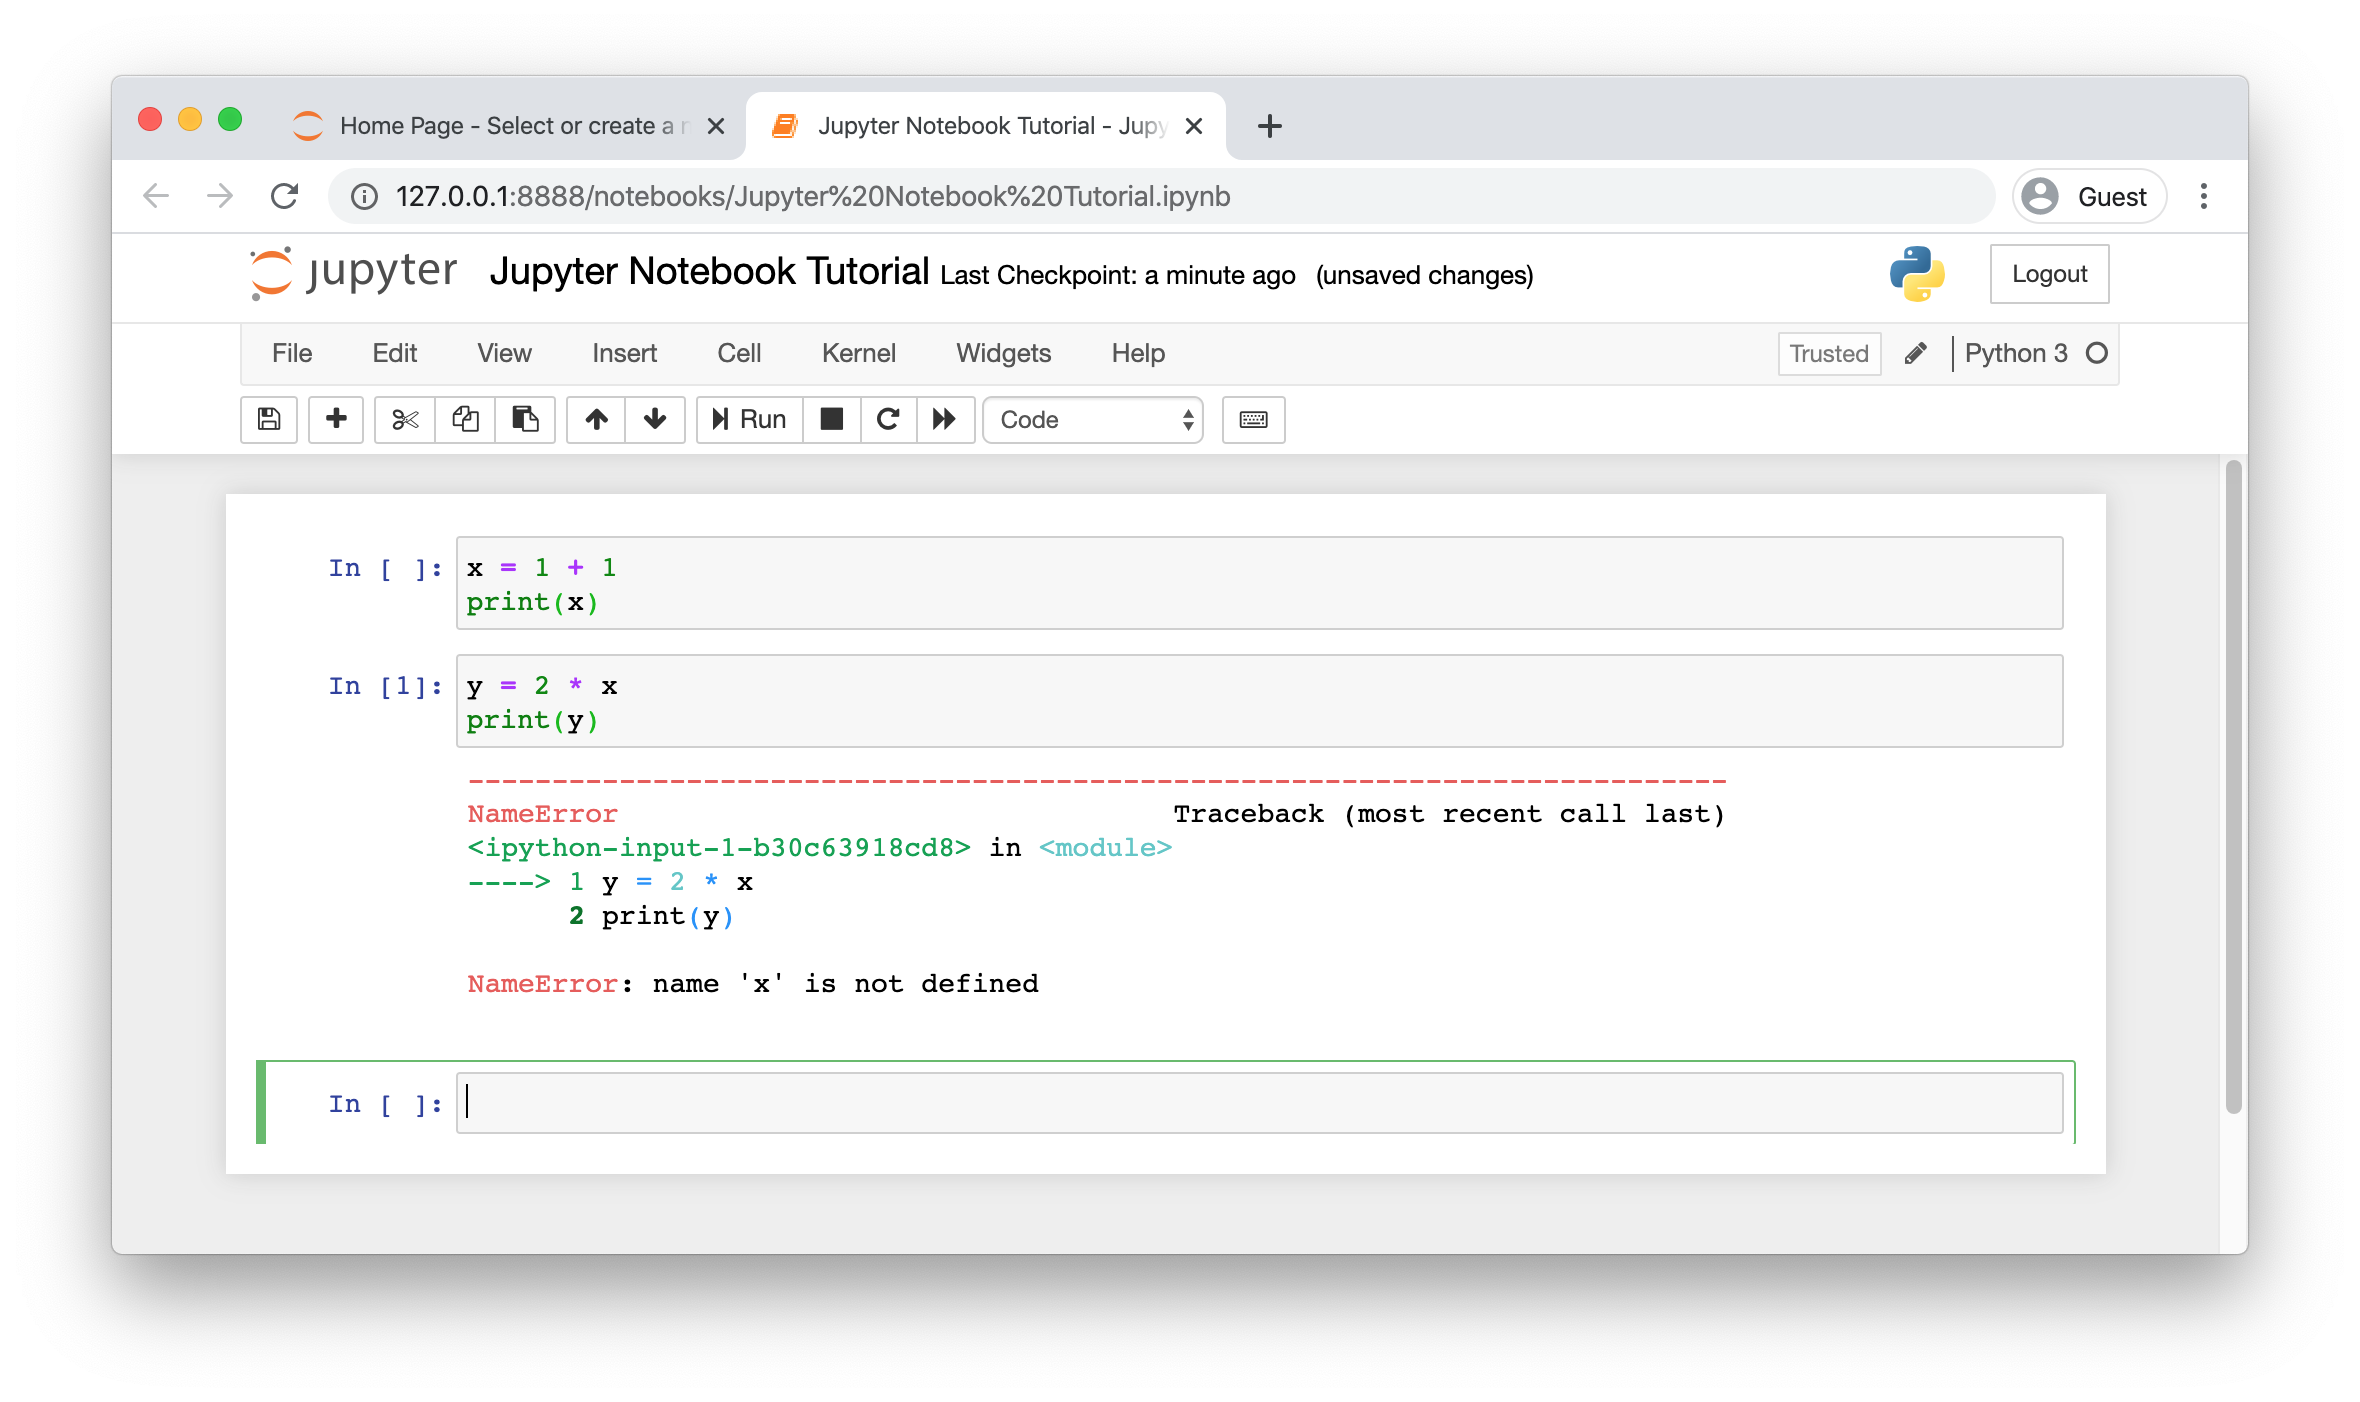 Home Page - Select or create a
Jupyter Notebook Tutorial - Jupy
127.0.0.1:8888/notebooks/Jupyter%20Notebook%20Tutorial.ipynb
Guest
jupyter Jupyter Notebook Tutorial Last Checkpoint: a minute ago (unsaved changes)
Logout
File Edit View Insert Cell Kernel Widgets Help
Trusted Python 3
Run Code
In [ ]: x = 1 + 1
print(x)
In [1]: y = 2 * x
print(y)
---------------------------------------------------------------------------
NameError Traceback (most recent call last)
<ipython-input-1-b30c63918cd8> in <module>
----> 1 y = 2 * x
2 print(y)
NameError: name 'x' is not defined
In [ ]: